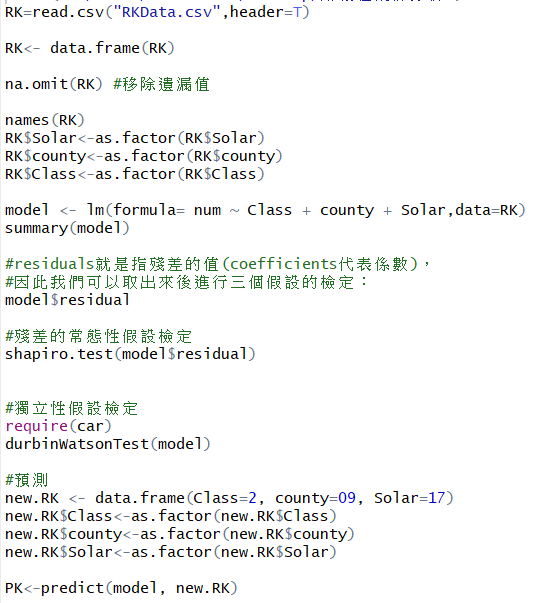 RK=read.csv("RKData.csv",header=T)
RK<- data.frame(RK)
na.omit(RK) #移除遺漏值
names(RK)
RK$Solar<-as.factor(RK$Solar)
RK$county<-as.factor(RK$county)
RK$Class<-as.factor(RK$Class)
model <- lm(formula= num ~ Class + county + Solar,data=RK)
summary(model)
#residuals就是指殘差的值(coefficients代表係數)，
#因此我們可以取出來後進行三個假設的檢定：
model$residual
#殘差的常態性假設檢定
shapiro.test(model$residual)
#獨立性假設檢定
require(car)
durbinWatsonTest(model)
#預測
new.RK <- data.frame(Class=2, county=09, Solar=17)
new.RK$Class<-as.factor(new.RK$Class)
new.RK$county<-as.factor(new.RK$county)
new.RK$Solar<-as.factor(new.RK$Solar)
PK<-predict(model, new.RK)